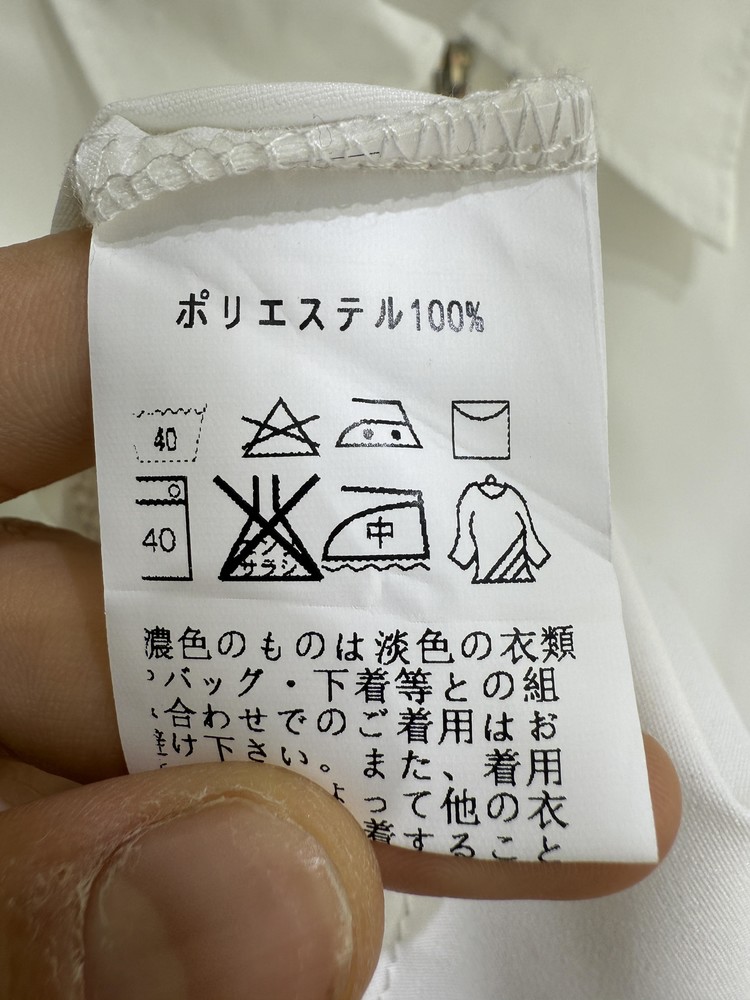 ポリエステル100%
40
40
エンソ
サラシ
中
濃色のものは淡色の衣類
バッグ・下着等との組
合わせでのご着用はお
け下さい。また、着用
よって他の衣
着すること